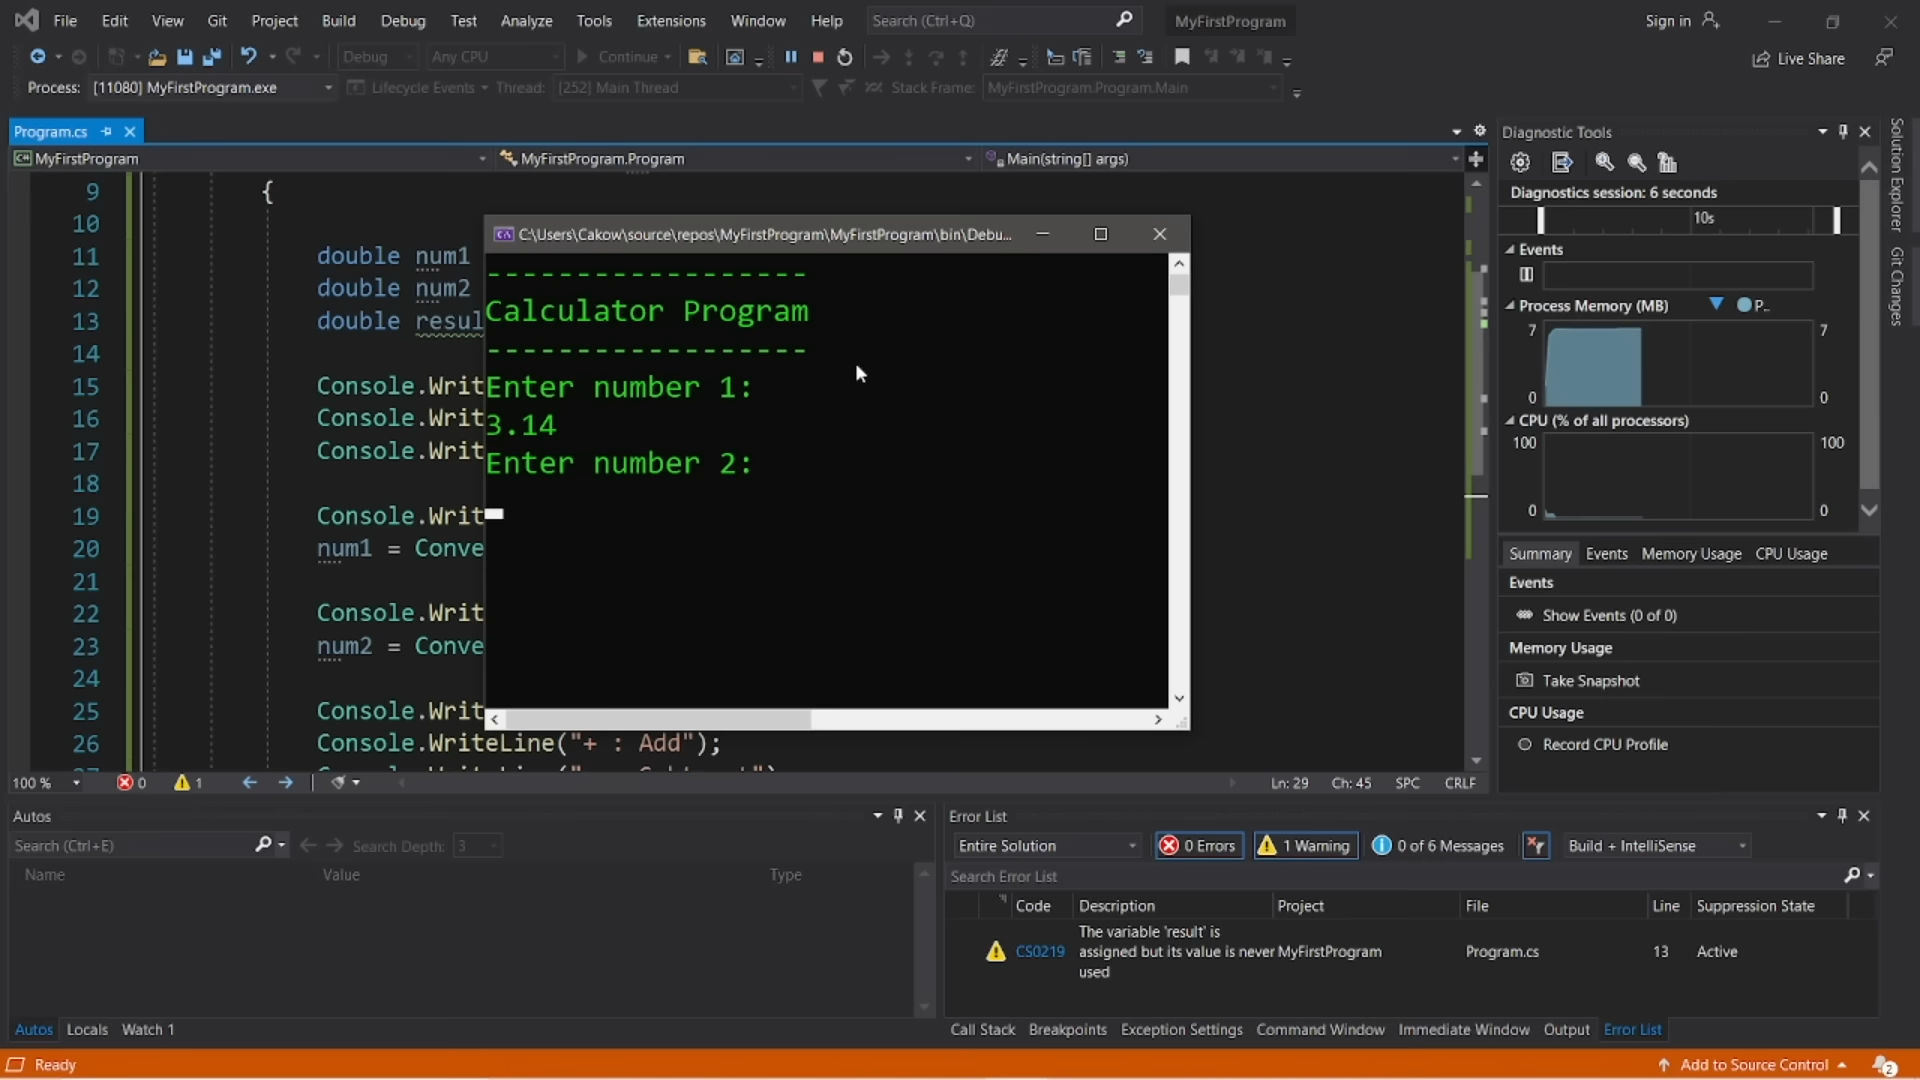 File Edit View Git Project Build Debug Test Analyze Tools Extensions Window Help Search (Ctrl+Q) MyFirstProgram Sign in
Debug Any CPU Continue Live Share
Process: [11080] MyFirstProgram.exe Lifecycle Events Thread: [252] Main Thread Stack Frame: MyFirstProgram.Program.Main
Program.cs
MyFirstProgram MyFirstProgram.Program Main(string[] args)
9 {
10
11 double num1
12 double num2
13 double resul
14
15 Console.Writ
16 Console.Writ
17 Console.Writ
18
19 Console.Writ
20 num1 = Conve
21
22 Console.Writ
23 num2 = Conve
24
25 Console.Writ
26 Console.WriteLine("+ : Add");
C:\Users\Cakow\source\repos\MyFirstProgram\MyFirstProgram\bin\Debu...
------------------
Calculator Program
------------------
Enter number 1:
3.14
Enter number 2:
100 % 0 1 Ln: 29 Ch: 45 SPC CRLF
Diagnostic Tools
Diagnostics session: 6 seconds
10s
Events
Process Memory (MB) P...
7 7
0 0
CPU (% of all processors)
100 100
0 0
Summary Events Memory Usage CPU Usage
Events
Show Events (0 of 0)
Memory Usage
Take Snapshot
CPU Usage
Record CPU Profile
Solution Explorer
Git Changes
Autos
Search (Ctrl+E) Search Depth: 3
Name Value Type
Autos Locals Watch 1
Error List
Entire Solution 0 Errors 1 Warning 0 of 6 Messages Build + IntelliSense
Search Error List
Code Description Project File Line Suppression State
The variable 'result' is
CS0219 assigned but its value is never MyFirstProgram Program.cs 13 Active
used
Call Stack Breakpoints Exception Settings Command Window Immediate Window Output Error List
Ready Add to Source Control 2